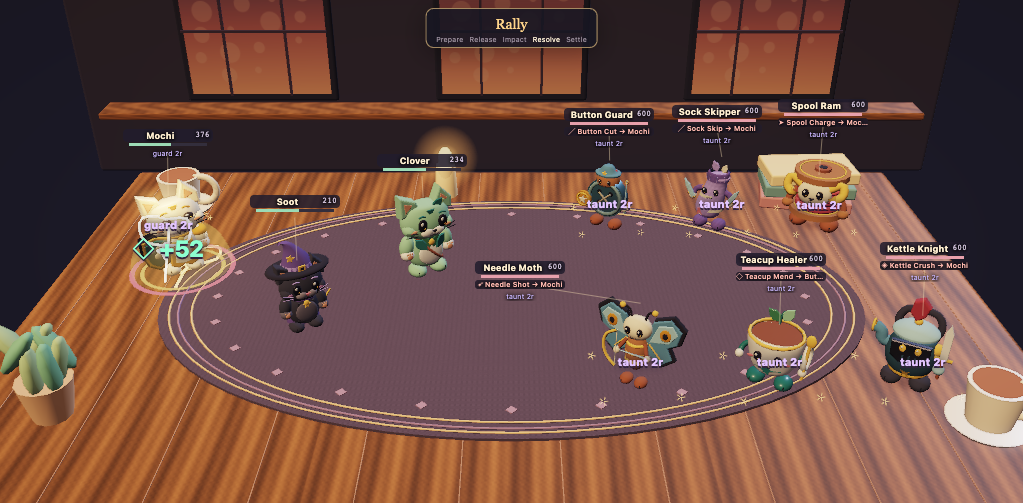 Rally
Prepare Release Impact Resolve Settle
Mochi 376
guard 2r
guard 2r
+52
Soot 210
Clover 234
Button Guard 600
Button Cut → Mochi
taunt 2r
taunt 2r
Sock Skipper 600
Sock Skip → Mochi
taunt 2r
taunt 2r
Spool Ram 600
Spool Charge → Moc...
taunt 2r
taunt 2r
Needle Moth 600
Needle Shot → Mochi
taunt 2r
taunt 2r
Teacup Healer 600
Teacup Mend → But...
taunt 2r
taunt 2r
Kettle Knight 600
Kettle Crush → Mochi
taunt 2r
taunt 2r